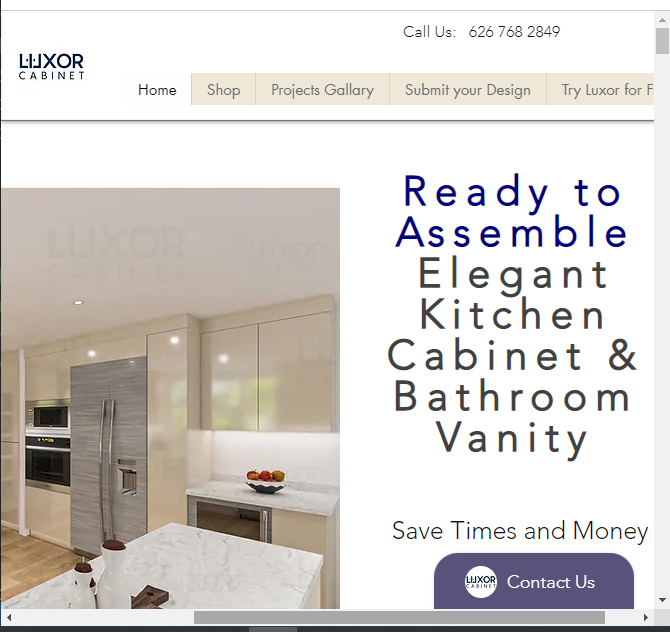 Call Us: 626 768 2849
LUXOR
CABINET
Home
Shop
Projects Gallary
Submit your Design
Try Luxor for F
LUXOR
CABINET
LUXOR
Ready to
Assemble
Elegant
Kitchen
Cabinet &
Bathroom
Vanity
Save Times and Money
LUXOR
CABINET
Contact Us